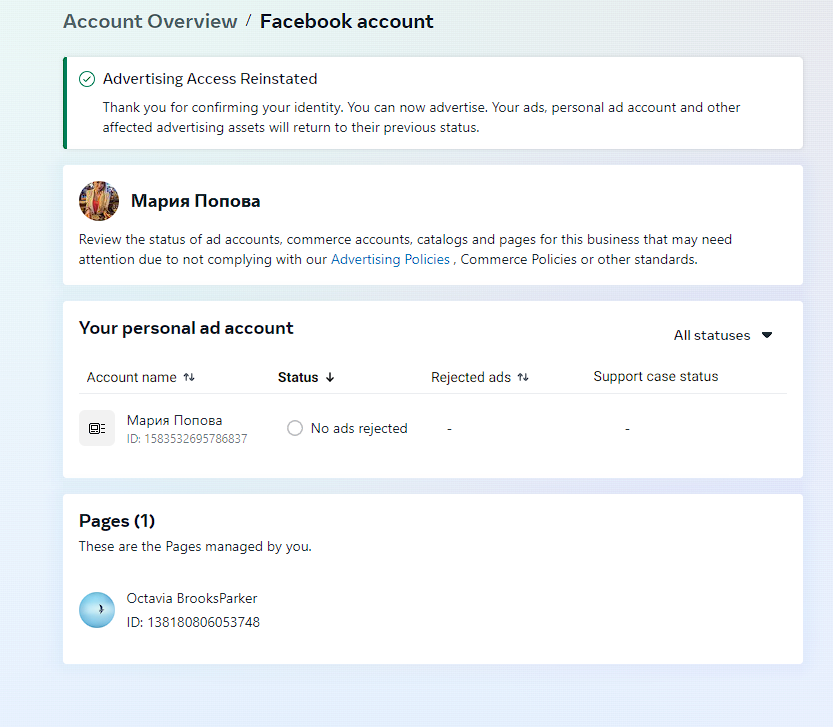 Account Overview / Facebook account
Advertising Access Reinstated
Thank you for confirming your identity. You can now advertise. Your ads, personal ad account and other
affected advertising assets will return to their previous status.
Мария Попова
Review the status of ad accounts, commerce accounts, catalogs and pages for this business that may need
attention due to not complying with our Advertising Policies , Commerce Policies or other standards.
Your personal ad account
All statuses
Account name Status Rejected ads Support case status
Мария Попова
ID: 1583532695786837
No ads rejected - -
Pages (1)
These are the Pages managed by you.
Octavia BrooksParker
ID: 138180806053748